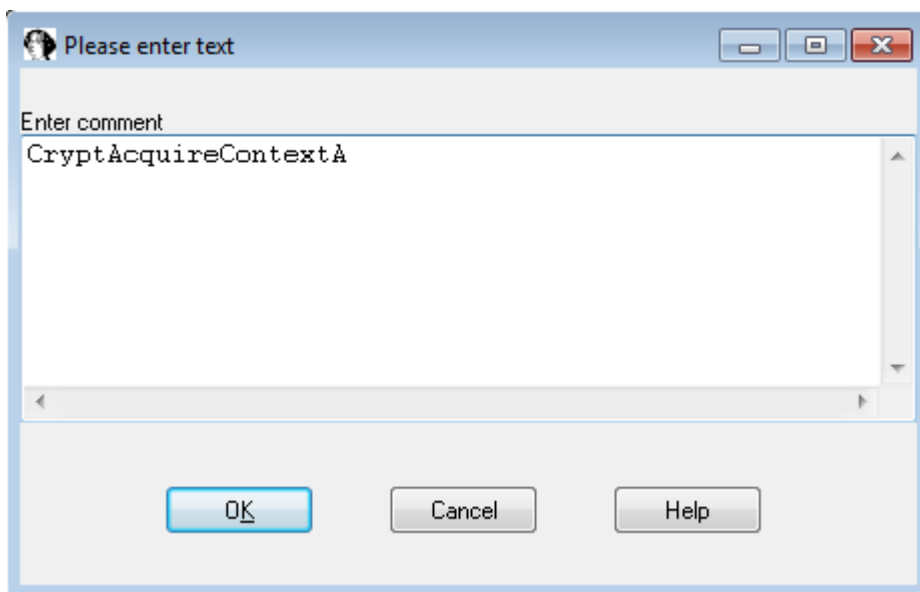 Please enter text
Enter comment
CryptAcquireContextA
OK
Cancel
Help